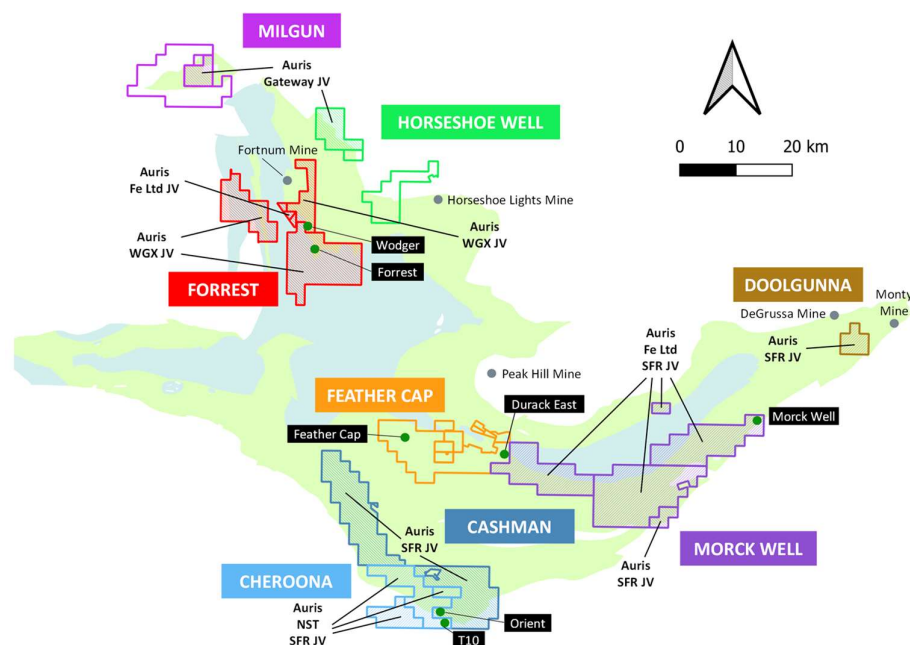 MILGUN
Auris
Gateway JV
HORSESHOE WELL
0 10 20 km
Fortnum Mine
Auris
Fe Ltd JV
Horseshoe Lights Mine
Auris
WGX JV
Auris
WGX JV
Wodger
Forrest
FORREST
DOOLGUNNA
Monty
Mine
DeGrussa Mine
Auris
SFR JV
Auris
Fe Ltd
SFR JV
Peak Hill Mine
FEATHER CAP
Durack East
Feather Cap
Morck Well
CASHMAN
Auris
SFR JV
MORCK WELL
Auris
SFR JV
CHEROONA
Auris
NST
SFR JV
Orient
T10